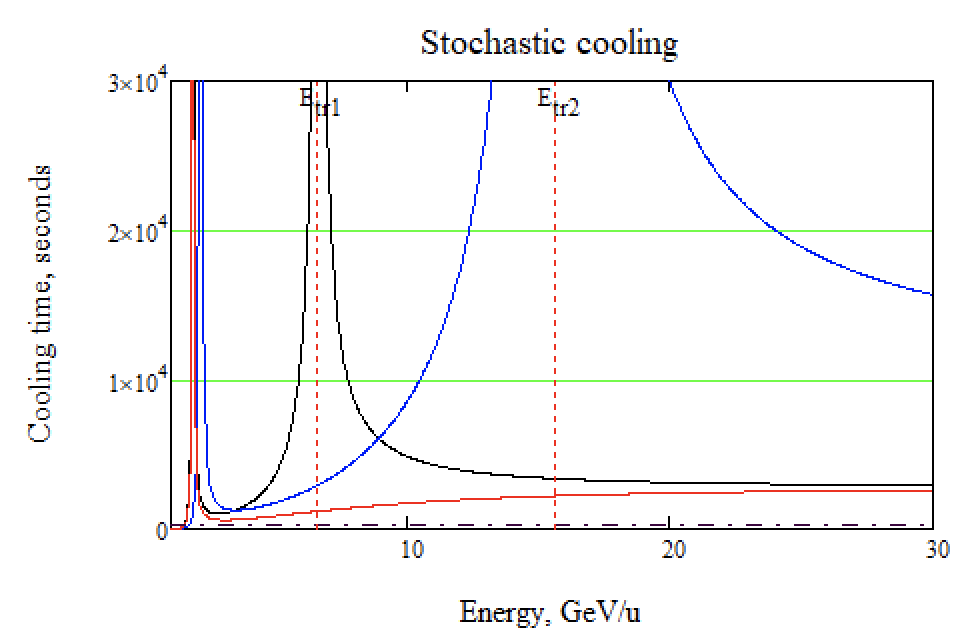 Stochastic cooling
Cooling time, seconds
3×10⁴
2×10⁴
1×10⁴
0
E_tr1
E_tr2
10
20
30
Energy, GeV/u